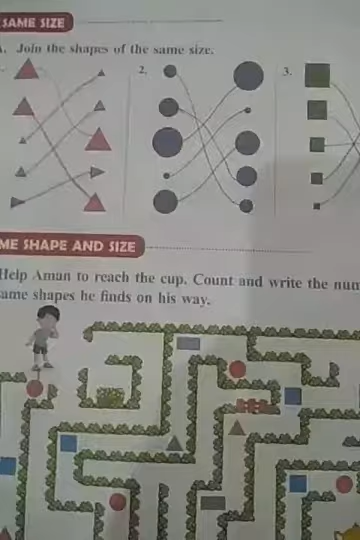 SAME SIZE
Join the shapes of the same size.
2.
3.
ME SHAPE AND SIZE
Help Aman to reach the cup. Count and write the num
ame shapes he finds on his way.